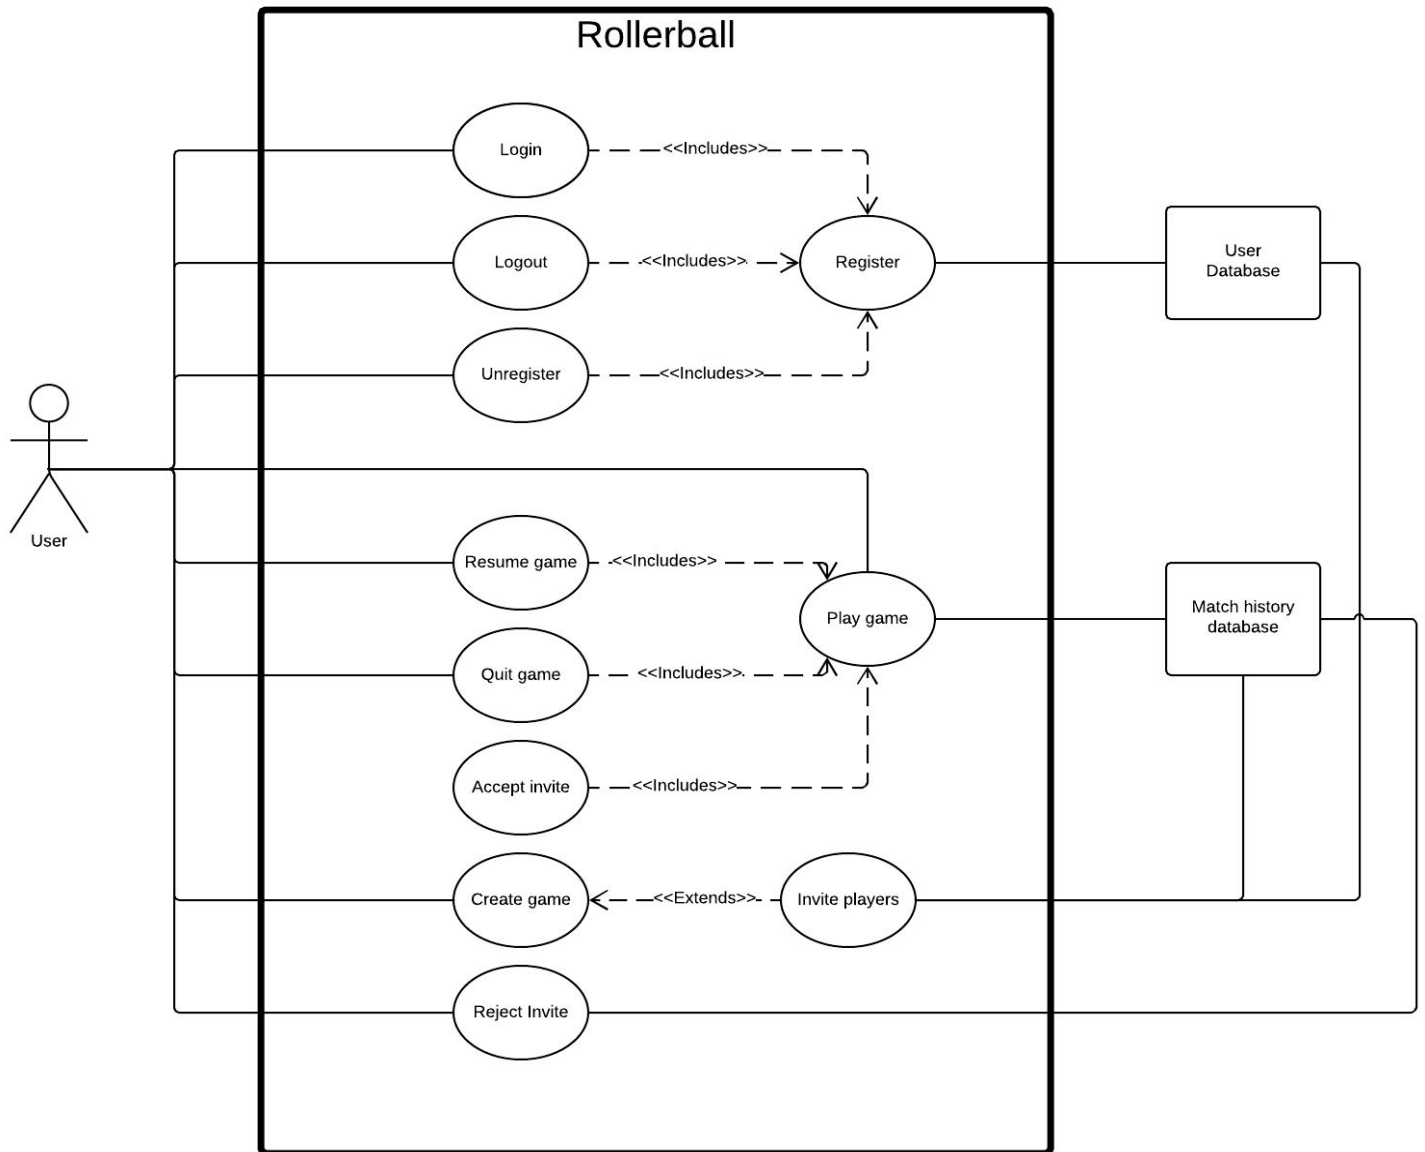 Rollerball
Login
<<Includes>>
Logout
<<Includes>>
Register
User
Database
Unregister
<<Includes>>
User
Resume game
<<Includes>>
Play game
Match history
database
Quit game
<<Includes>>
Accept invite
<<Includes>>
Create game
<<Extends>>
Invite players
Reject Invite